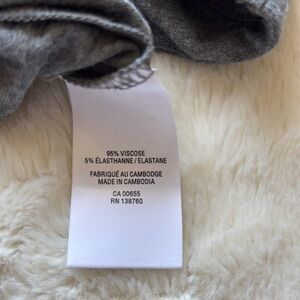 95% VISCOSE
5% ÉLASTHANNE / ELASTANE
FABRIQUÉ AU CAMBODGE
MADE IN CAMBODIA
CA 00655
RN 138760